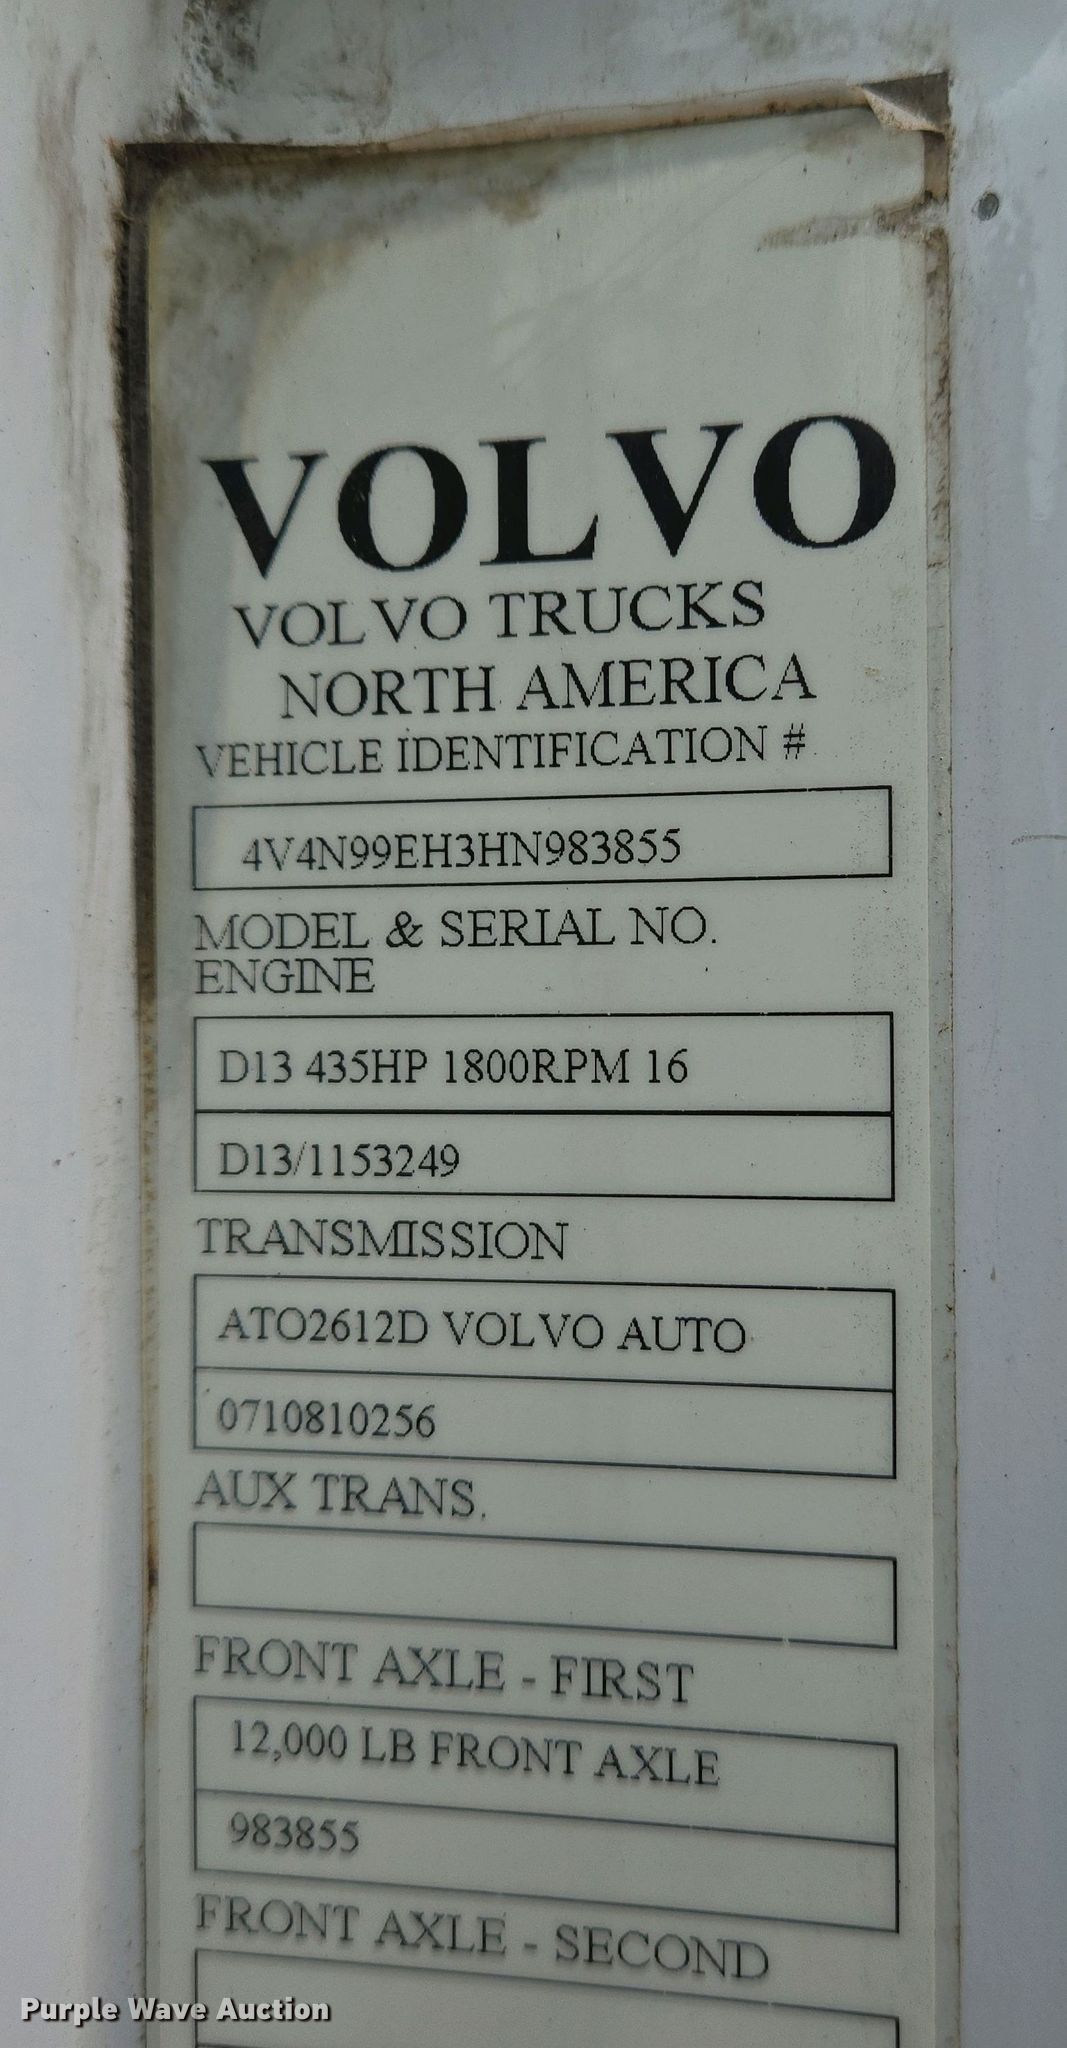 VOLVO
VOLVO TRUCKS
NORTH AMERICA
VEHICLE IDENTIFICATION #
4V4N99EH3HN983855
MODEL & SERIAL NO.
ENGINE
D13 435HP 1800RPM 16
D13/1153249
TRANSMISSION
ATO2612D VOLVO AUTO
0710810256
AUX TRANS.
FRONT AXLE - FIRST
12,000 LB FRONT AXLE
983855
FRONT AXLE - SECOND
Purple Wave Auction